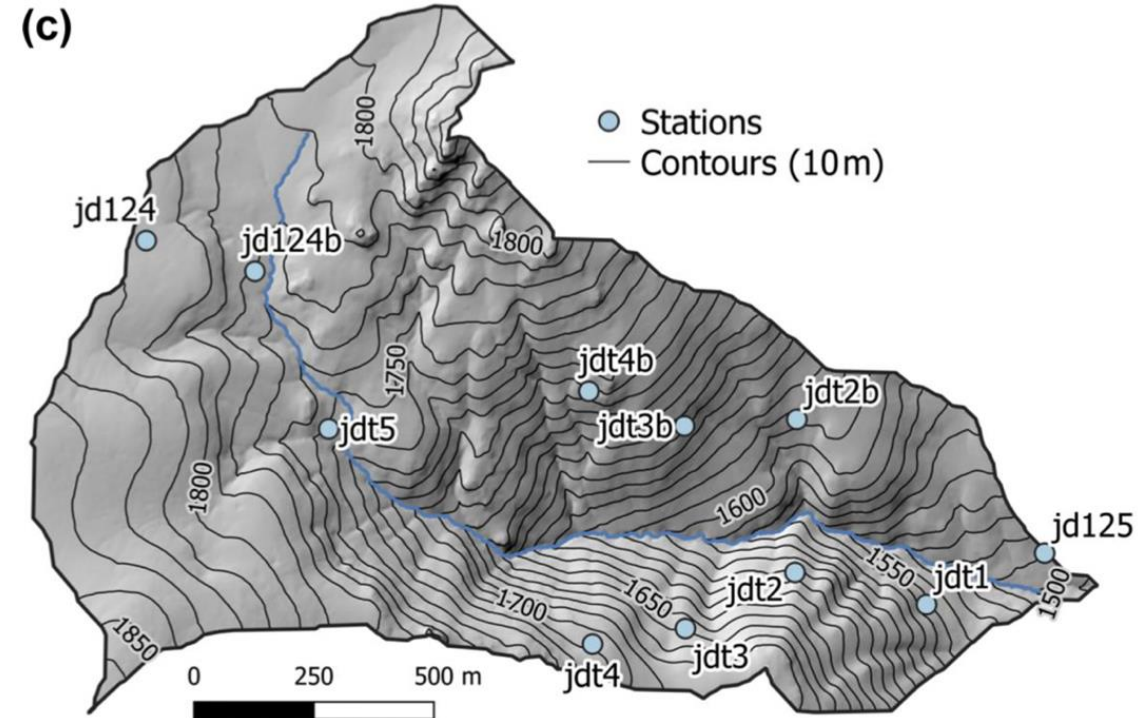 (c)
Stations
Contours (10 m)
1800
jd124
jd124b
1800
1750
jdt4b
jdt2b
jdt3b
jdt5
1800
1600
jd125
1550
jdt1
1500
jdt2
1650
1700
1850
jdt3
jdt4
0 250 500 m